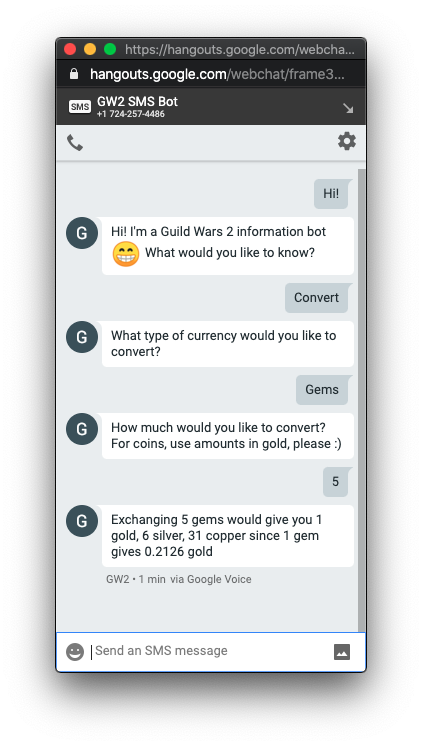 https://hangouts.google.com/webcha...
hangouts.google.com/webchat/frame3...
SMS
GW2 SMS Bot
+1 724-257-4486
Hi!
G
Hi! I'm a Guild Wars 2 information bot
😁 What would you like to know?
Convert
G
What type of currency would you like to
convert?
Gems
G
How much would you like to convert?
For coins, use amounts in gold, please :)
5
G
Exchanging 5 gems would give you 1
gold, 6 silver, 31 copper since 1 gem
gives 0.2126 gold
GW2 • 1 min via Google Voice
Send an SMS message